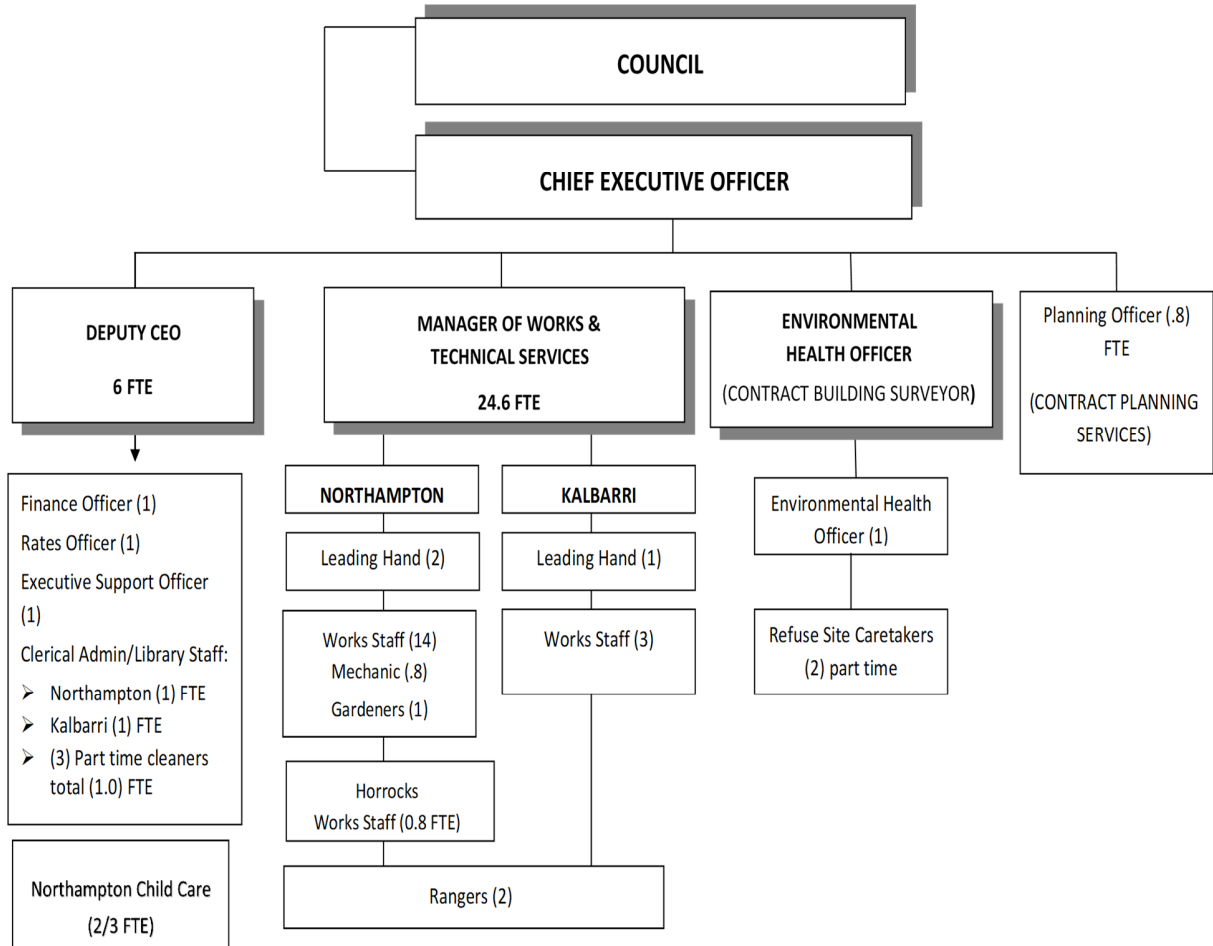 COUNCIL
CHIEF EXECUTIVE OFFICER
DEPUTY CEO
6 FTE
MANAGER OF WORKS &
TECHNICAL SERVICES
24.6 FTE
ENVIRONMENTAL
HEALTH OFFICER
(CONTRACT BUILDING SURVEYOR)
Planning Officer (.8)
FTE
(CONTRACT PLANNING
SERVICES)
Finance Officer (1)
Rates Officer (1)
Executive Support Officer
(1)
Clerical Admin/Library Staff:
➢ Northampton (1) FTE
➢ Kalbarri (1) FTE
➢ (3) Part time cleaners
total (1.0) FTE
Northampton Child Care
(2/3 FTE)
NORTHAMPTON
Leading Hand (2)
Works Staff (14)
Mechanic (.8)
Gardeners (1)
Horrocks
Works Staff (0.8 FTE)
KALBARRI
Leading Hand (1)
Works Staff (3)
Rangers (2)
Environmental Health
Officer (1)
Refuse Site Caretakers
(2) part time